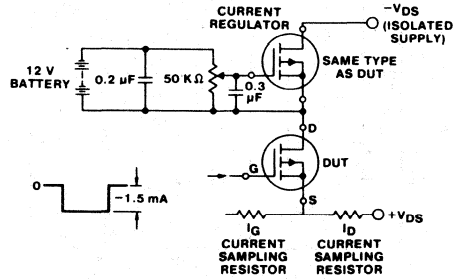 CURRENT
REGULATOR
−VDS
(ISOLATED
SUPPLY)
12 V
BATTERY
0.2 µF
50 KΩ
0.3
µF
SAME TYPE
AS DUT
D
DUT
G
0
−1.5 mA
S
+VDS
IG
CURRENT
SAMPLING
RESISTOR
ID
CURRENT
SAMPLING
RESISTOR